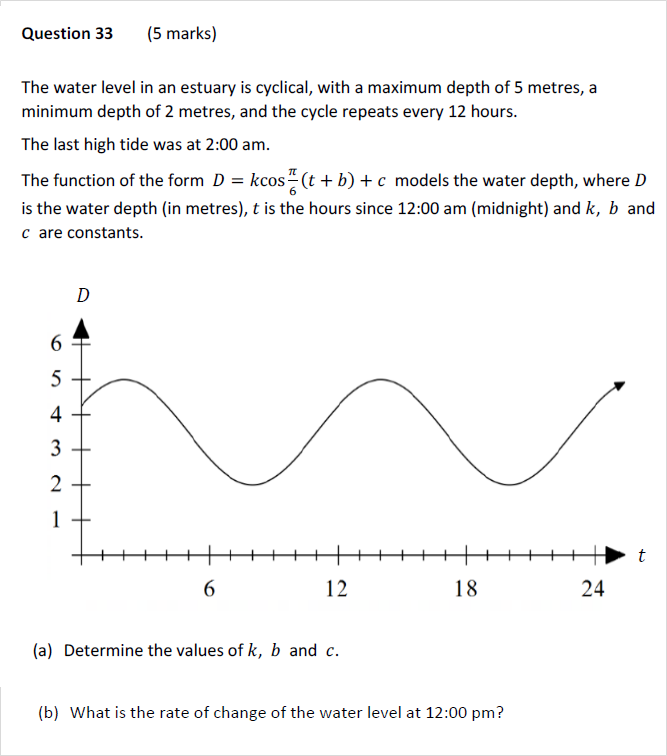 Question 33 (5 marks)
The water level in an estuary is cyclical, with a maximum depth of 5 metres, a
minimum depth of 2 metres, and the cycle repeats every 12 hours.
The last high tide was at 2:00 am.
The function of the form D = kcos π/6 (t + b) + c models the water depth, where D
is the water depth (in metres), t is the hours since 12:00 am (midnight) and k, b and
c are constants.
D
6
5
4
3
2
1
t
6 12 18 24
(a) Determine the values of k, b and c.
(b) What is the rate of change of the water level at 12:00 pm?